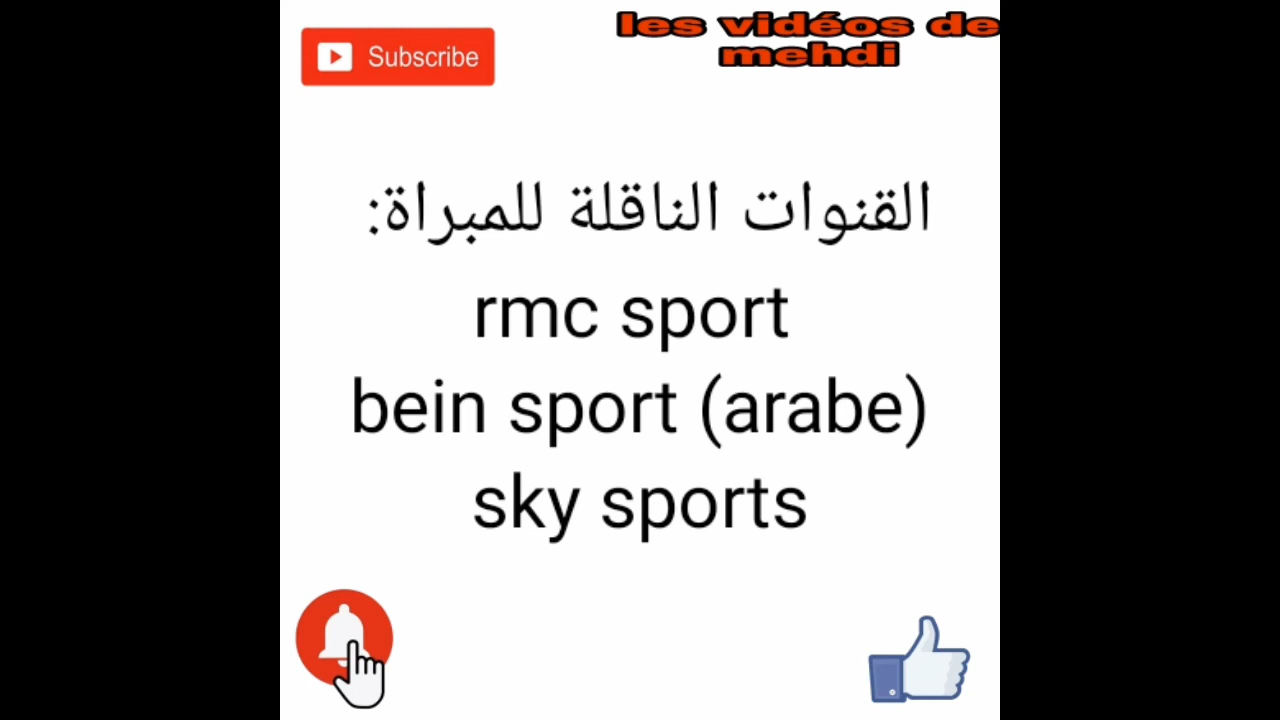 les vidéos de
mehdi
Subscribe
القنوات الناقلة للمبراة:
rmc sport
bein sport (arabe)
sky sports